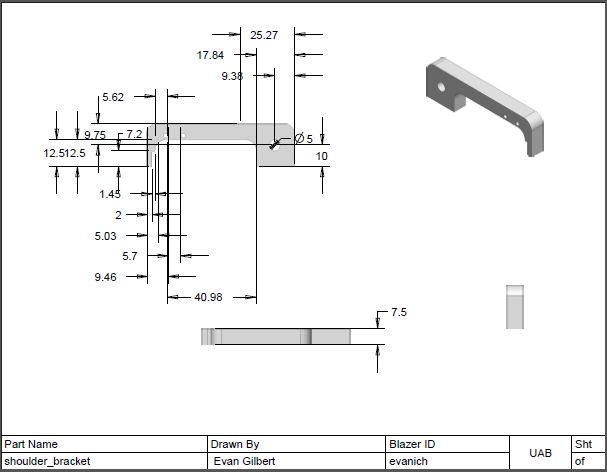 25.27
17.84
9.38
5.62
9.75
7.2
Ø 5
12.5
12.5
10
1.45
2
5.03
5.7
9.46
40.98
7.5
Part Name
Drawn By
Blazer ID
UAB
Sht
shoulder_bracket
Evan Gilbert
evanich
of